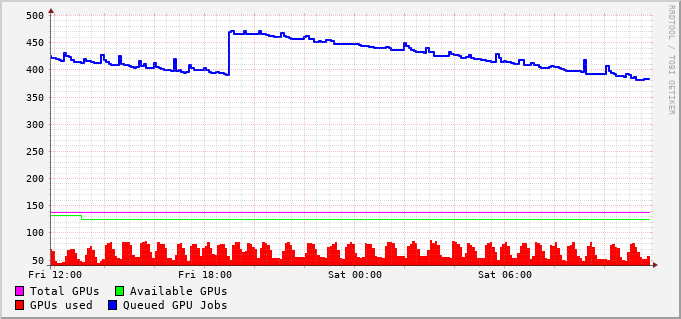 500
450
400
350
300
250
200
150
100
50
Fri 12:00 Fri 18:00 Sat 00:00 Sat 06:00
Total GPUs Available GPUs
GPUs used Queued GPU Jobs
RRDTOOL / TOBI OETIKER